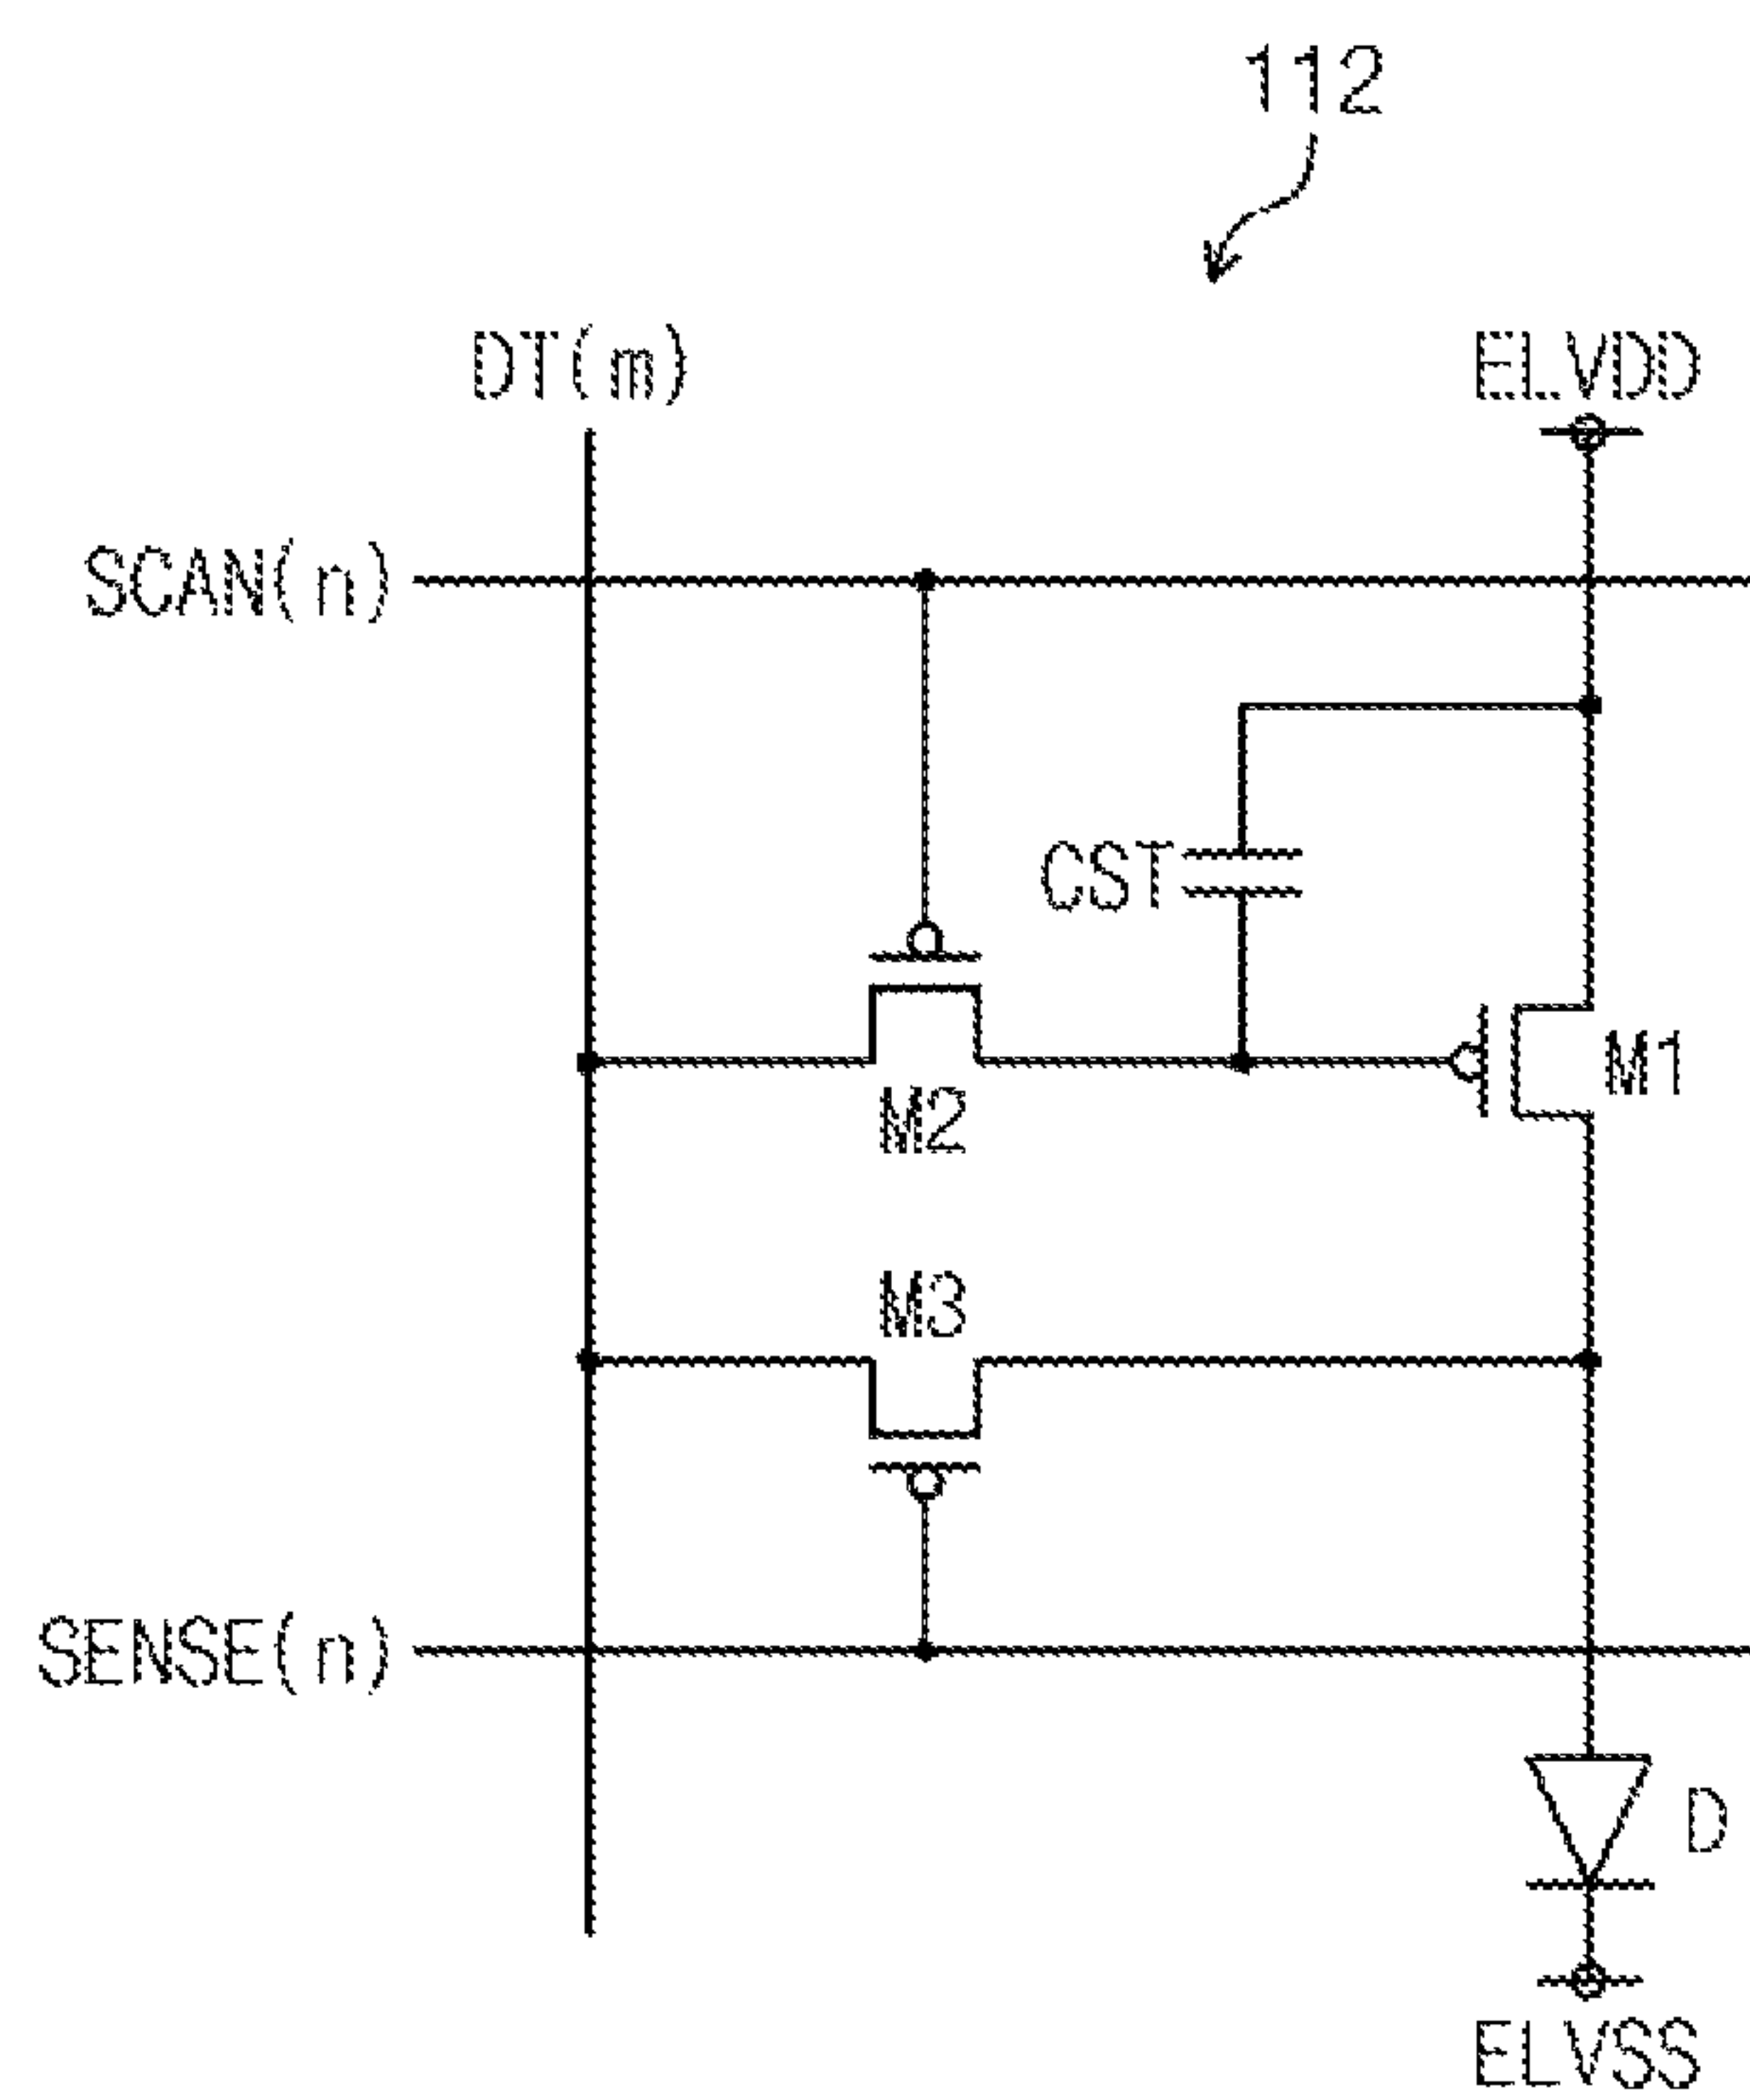 112
DT(m)
ELVDD
SCAN(n)
CST
M1
M2
M3
SENSE(n)
D
ELVSS